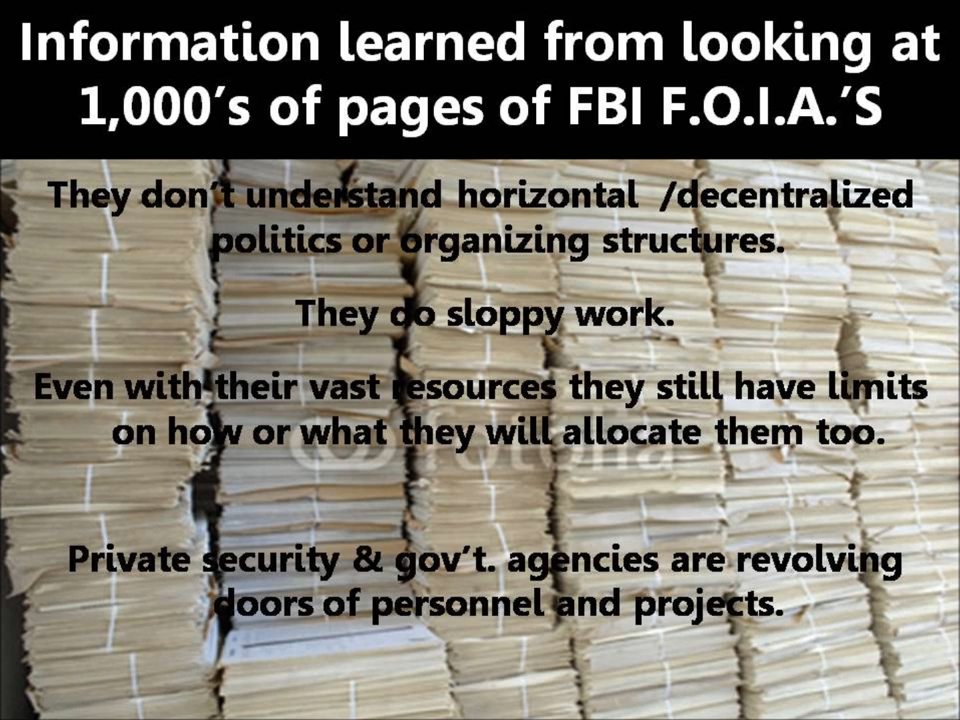 Information learned from looking at
1,000's of pages of FBI F.O.I.A.'S
They don't understand horizontal /decentralized
politics or organizing structures.
They do sloppy work.
Even with their vast resources they still have limits
on how or what they will allocate them too.
fotolia
Private security & gov't. agencies are revolving
doors of personnel and projects.